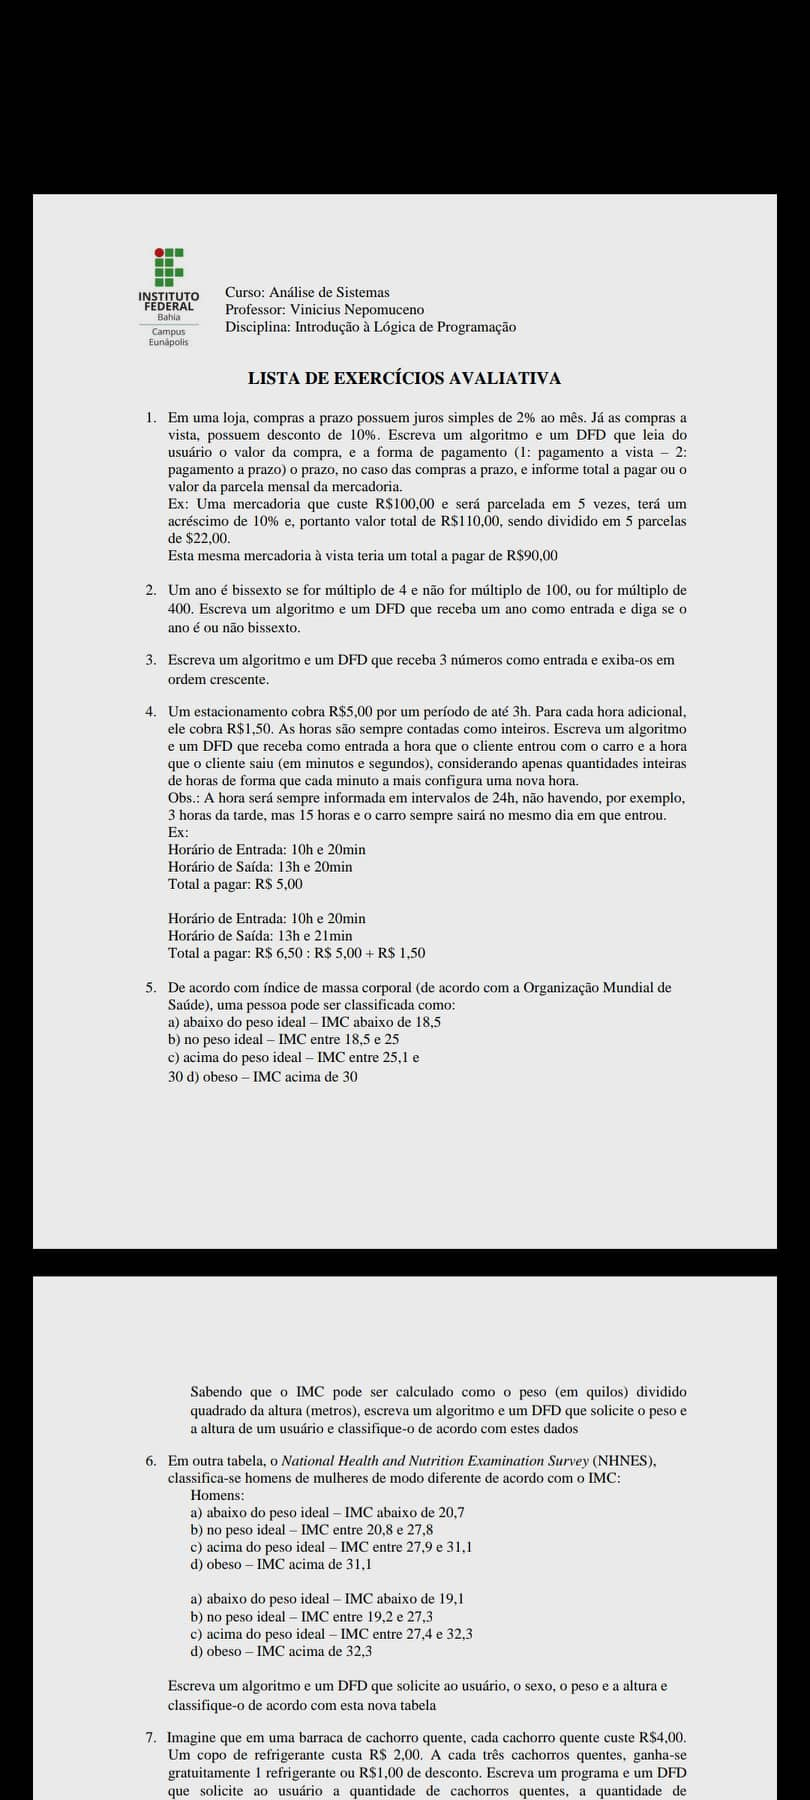 INSTITUTO
FEDERAL
Bahia
Campus
Eunápolis
Curso: Análise de Sistemas
Professor: Vinicius Nepomuceno
Disciplina: Introdução à Lógica de Programação
LISTA DE EXERCÍCIOS AVALIATIVA
1. Em uma loja, compras a prazo possuem juros simples de 2% ao mês. Já as compras a
vista, possuem desconto de 10%. Escreva um algoritmo e um DFD que leia do
usuário o valor da compra, e a forma de pagamento (1: pagamento a vista – 2:
pagamento a prazo) o prazo, no caso das compras a prazo, e informe total a pagar ou o
valor da parcela mensal da mercadoria.
Ex: Uma mercadoria que custe R$100,00 e será parcelada em 5 vezes, terá um
acréscimo de 10% e, portanto valor total de R$110,00, sendo dividido em 5 parcelas
de $22,00.
Esta mesma mercadoria à vista teria um total a pagar de R$90,00
2. Um ano é bissexto se for múltiplo de 4 e não for múltiplo de 100, ou for múltiplo de
400. Escreva um algoritmo e um DFD que receba um ano como entrada e diga se o
ano é ou não bissexto.
3. Escreva um algoritmo e um DFD que receba 3 números como entrada e exiba-os em
ordem crescente.
4. Um estacionamento cobra R$5,00 por um período de até 3h. Para cada hora adicional,
ele cobra R$1,50. As horas são sempre contadas como inteiros. Escreva um algoritmo
e um DFD que receba como entrada a hora que o cliente entrou com o carro e a hora
que o cliente saiu (em minutos e segundos), considerando apenas quantidades inteiras
de horas de forma que cada minuto a mais configura uma nova hora.
Obs.: A hora será sempre informada em intervalos de 24h, não havendo, por exemplo,
3 horas da tarde, mas 15 horas e o carro sempre sairá no mesmo dia em que entrou.
Ex:
Horário de Entrada: 10h e 20min
Horário de Saída: 13h e 20min
Total a pagar: R$ 5,00
Horário de Entrada: 10h e 20min
Horário de Saída: 13h e 21min
Total a pagar: R$ 6,50 : R$ 5,00 + R$ 1,50
5. De acordo com índice de massa corporal (de acordo com a Organização Mundial de
Saúde), uma pessoa pode ser classificada como:
a) abaixo do peso ideal – IMC abaixo de 18,5
b) no peso ideal – IMC entre 18,5 e 25
c) acima do peso ideal – IMC entre 25,1 e
30 d) obeso – IMC acima de 30
Sabendo que o IMC pode ser calculado como o peso (em quilos) dividido
quadrado da altura (metros), escreva um algoritmo e um DFD que solicite o peso e
a altura de um usuário e classifique-o de acordo com estes dados
6. Em outra tabela, o National Health and Nutrition Examination Survey (NHNES),
classifica-se homens de mulheres de modo diferente de acordo com o IMC:
Homens:
a) abaixo do peso ideal – IMC abaixo de 20,7
b) no peso ideal – IMC entre 20,8 e 27,8
c) acima do peso ideal – IMC entre 27,9 e 31,1
d) obeso – IMC acima de 31,1
a) abaixo do peso ideal – IMC abaixo de 19,1
b) no peso ideal – IMC entre 19,2 e 27,3
c) acima do peso ideal – IMC entre 27,4 e 32,3
d) obeso – IMC acima de 32,3
Escreva um algoritmo e um DFD que solicite ao usuário, o sexo, o peso e a altura e
classifique-o de acordo com esta nova tabela
7. Imagine que em uma barraca de cachorro quente, cada cachorro quente custe R$4,00.
Um copo de refrigerante custa R$ 2,00. A cada três cachorros quentes, ganha-se
gratuitamente 1 refrigerante ou R$1,00 de desconto. Escreva um programa e um DFD
que solicite ao usuário a quantidade de cachorros quentes, a quantidade de